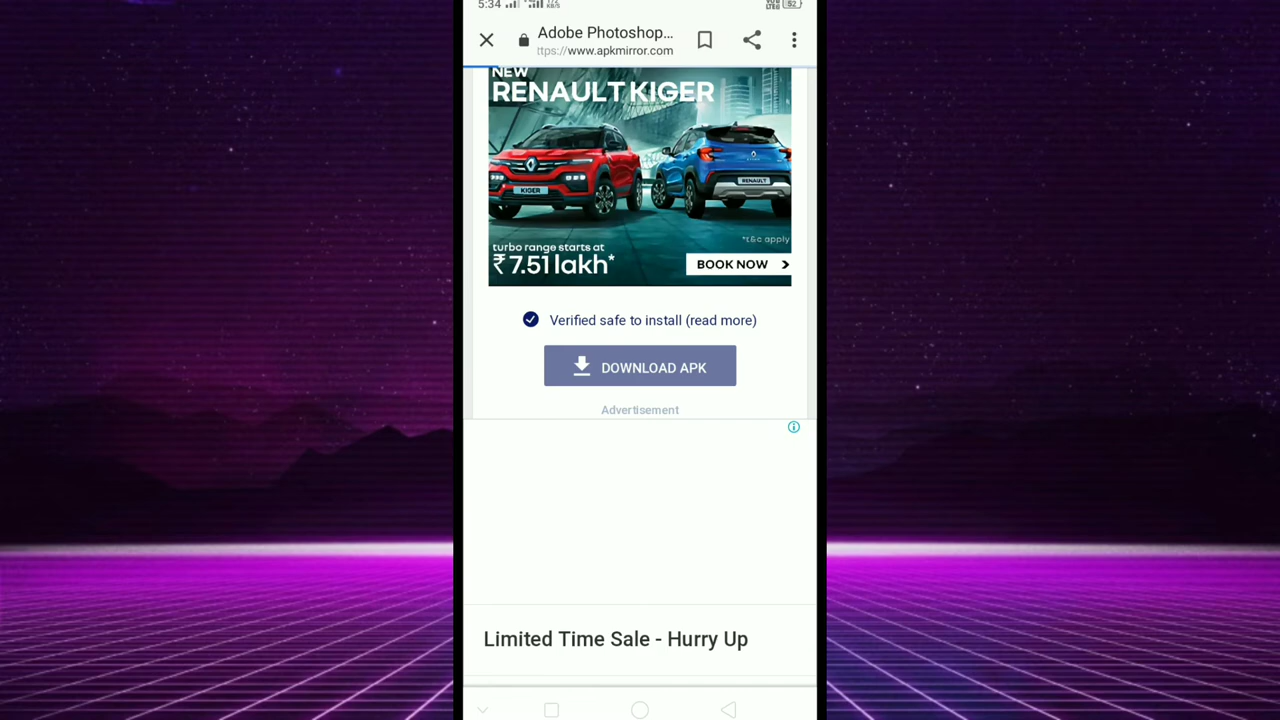 5:34
Adobe Photoshop...
ttps://www.apkmirror.com
NEW
RENAULT KIGER
KIGER
RENAULT
*t&c apply
turbo range starts at
₹ 7.51 lakh*
BOOK NOW
Verified safe to install (read more)
DOWNLOAD APK
Advertisement
Limited Time Sale - Hurry Up